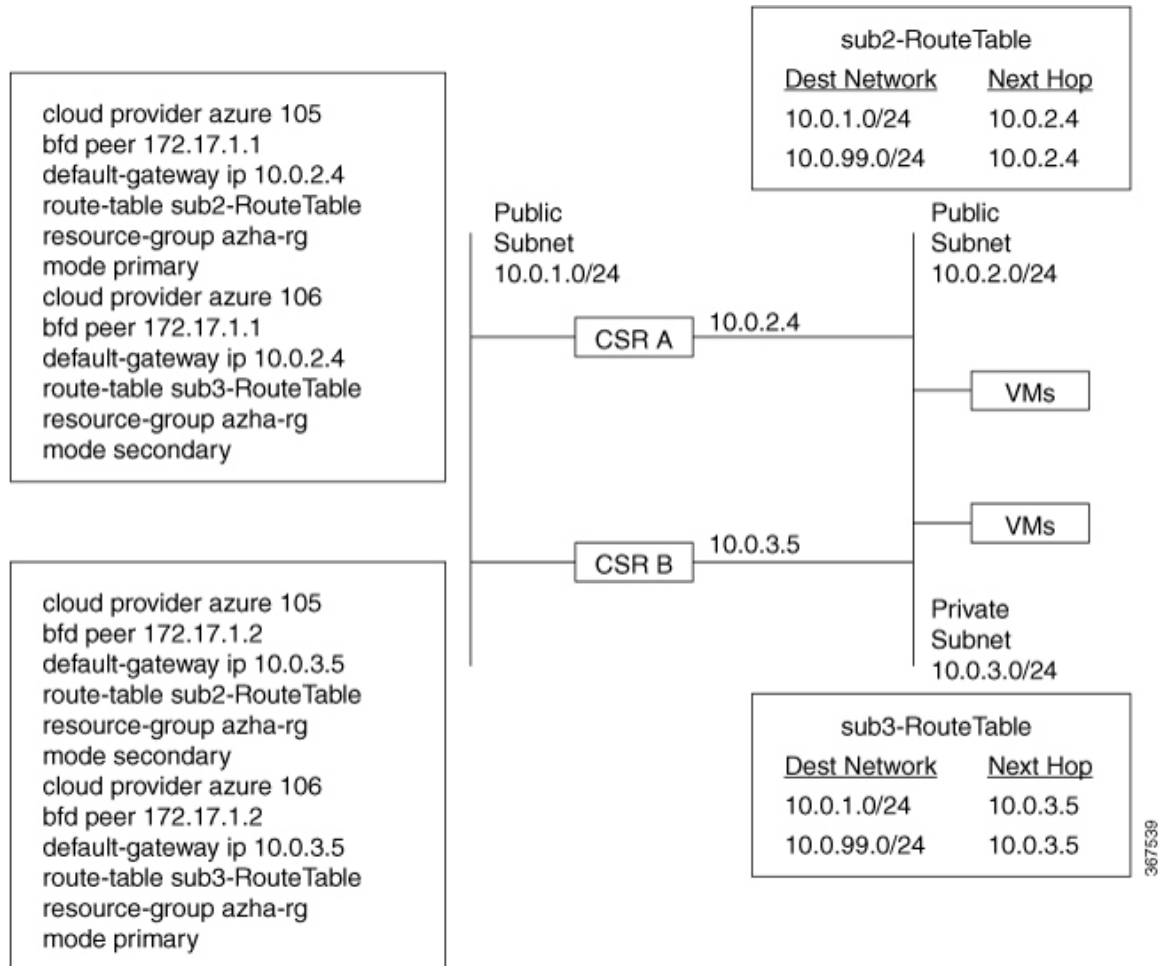 sub2-RouteTable
Dest Network Next Hop
10.0.1.0/24 10.0.2.4
10.0.99.0/24 10.0.2.4
cloud provider azure 105
bfd peer 172.17.1.1
default-gateway ip 10.0.2.4
route-table sub2-RouteTable
resource-group azha-rg
mode primary
cloud provider azure 106
bfd peer 172.17.1.1
default-gateway ip 10.0.2.4
route-table sub3-RouteTable
resource-group azha-rg
mode secondary
Public
Subnet
10.0.1.0/24
Public
Subnet
10.0.2.0/24
CSR A
10.0.2.4
VMs
VMs
CSR B
10.0.3.5
Private
Subnet
10.0.3.0/24
cloud provider azure 105
bfd peer 172.17.1.2
default-gateway ip 10.0.3.5
route-table sub2-RouteTable
resource-group azha-rg
mode secondary
cloud provider azure 106
bfd peer 172.17.1.2
default-gateway ip 10.0.3.5
route-table sub3-RouteTable
resource-group azha-rg
mode primary
sub3-RouteTable
Dest Network Next Hop
10.0.1.0/24 10.0.3.5
10.0.99.0/24 10.0.3.5
367539